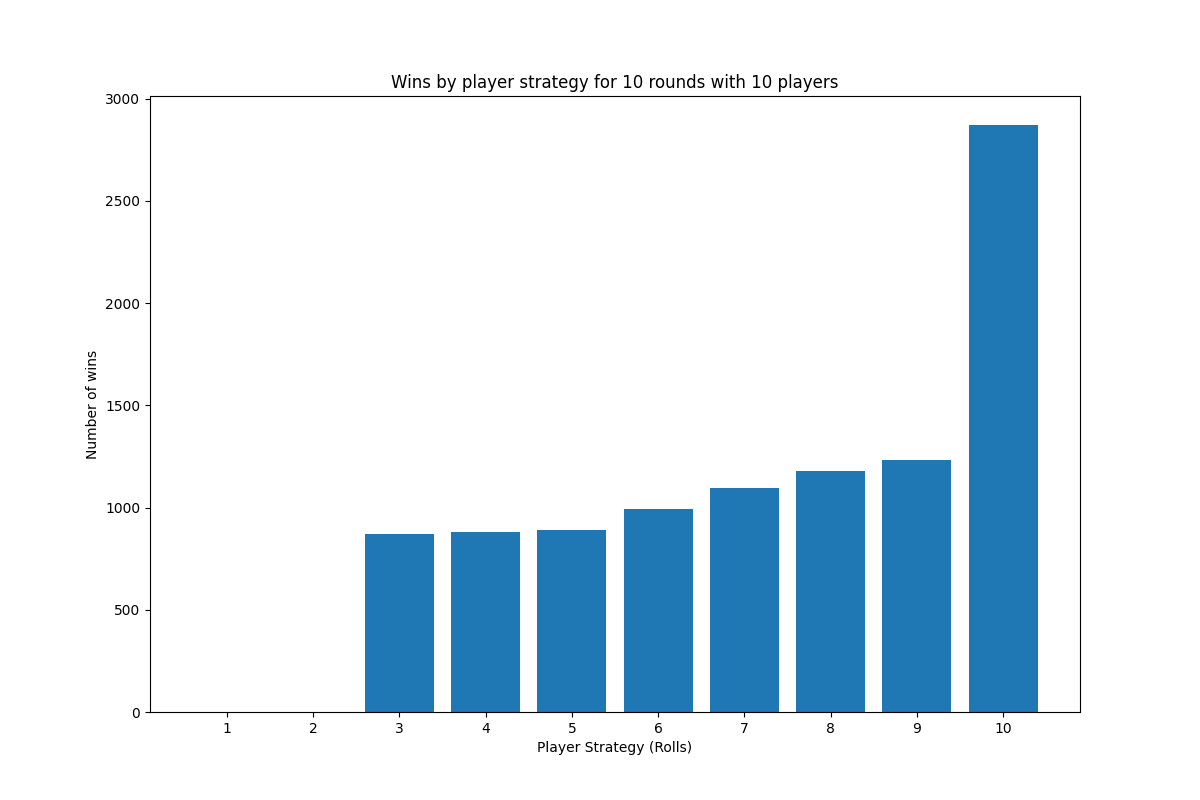 Wins by player strategy for 10 rounds with 10 players
3000
2500
2000
1500
1000
500
0
Number of wins
1 2 3 4 5 6 7 8 9 10
Player Strategy (Rolls)